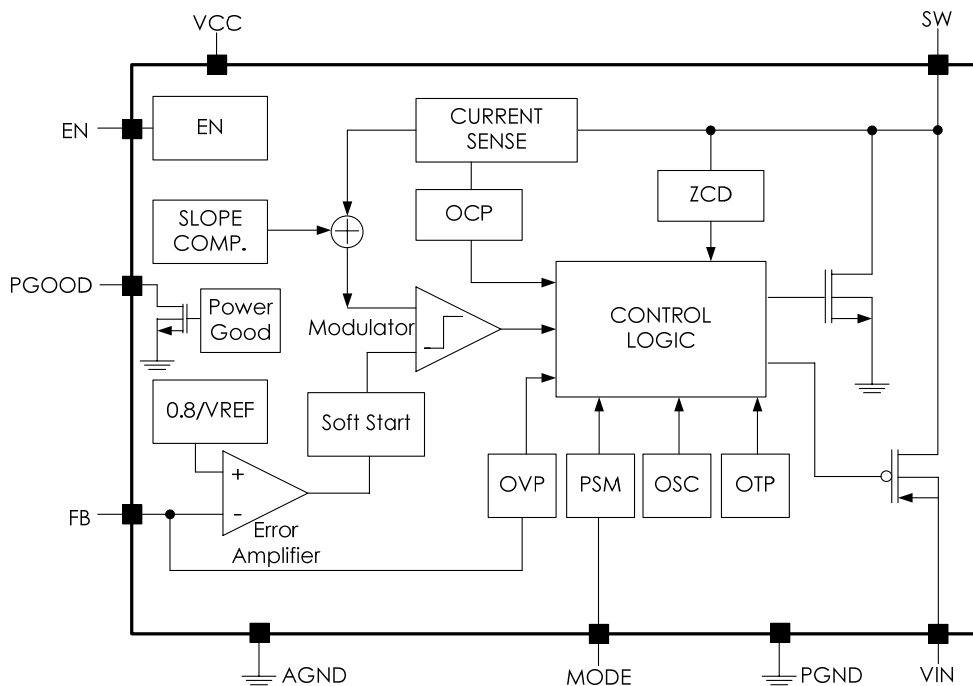 VCC
SW
EN
EN
CURRENT
SENSE
OCP
ZCD
SLOPE
COMP.
PGOOD
Power
Good
Modulator
CONTROL
LOGIC
0.8/VREF
Soft Start
+
-
OVP
PSM
OSC
OTP
FB
Error
Amplifier
AGND
MODE
PGND
VIN